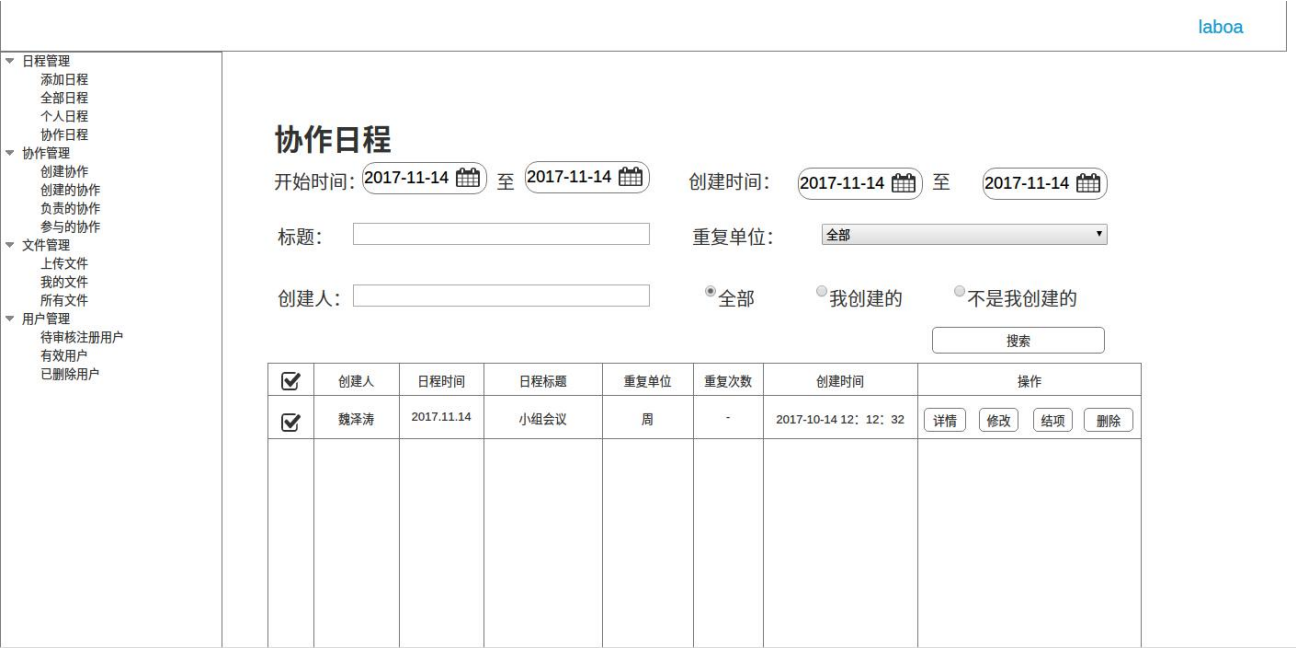 laboa
日程管理
添加日程
全部日程
个人日程
协作日程
协作管理
创建协作
创建的协作
负责的协作
参与的协作
文件管理
上传文件
我的文件
所有文件
用户管理
待审核注册用户
有效用户
已删除用户
协作日程
开始时间： 2017-11-14 至 2017-11-14 创建时间： 2017-11-14 至 2017-11-14
标题： 重复单位： 全部
创建人： 全部 我创建的 不是我创建的
搜索
创建人 日程时间 日程标题 重复单位 重复次数 创建时间 操作
魏泽涛 2017.11.14 小组会议 周 - 2017-10-14 12：12：32 详情 修改 结项 删除